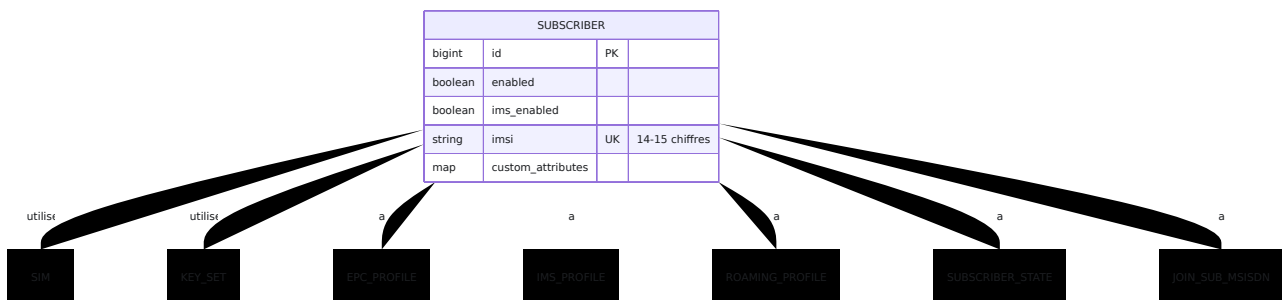 SUBSCRIBER
bigint id PK
boolean enabled
boolean ims_enabled
string imsi UK 14-15 chiffres
map custom_attributes
utilise utilise a a a a a
SIM KEY_SET EPC_PROFILE IMS_PROFILE ROAMING_PROFILE SUBSCRIBER_STATE JOIN_SUB_MSISDN